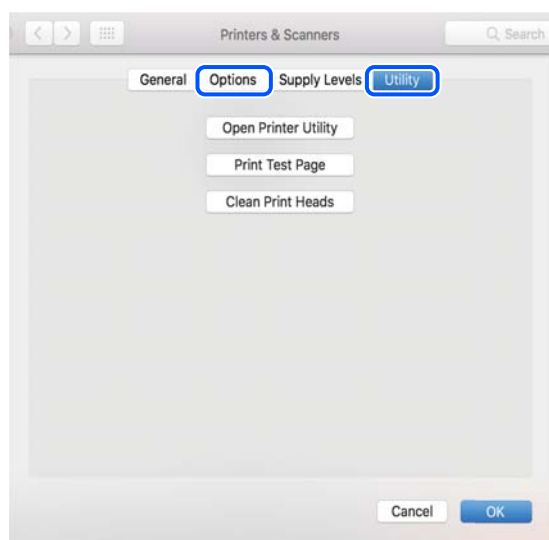 Printers & Scanners Search
General Options Supply Levels Utility
Open Printer Utility
Print Test Page
Clean Print Heads
Cancel OK